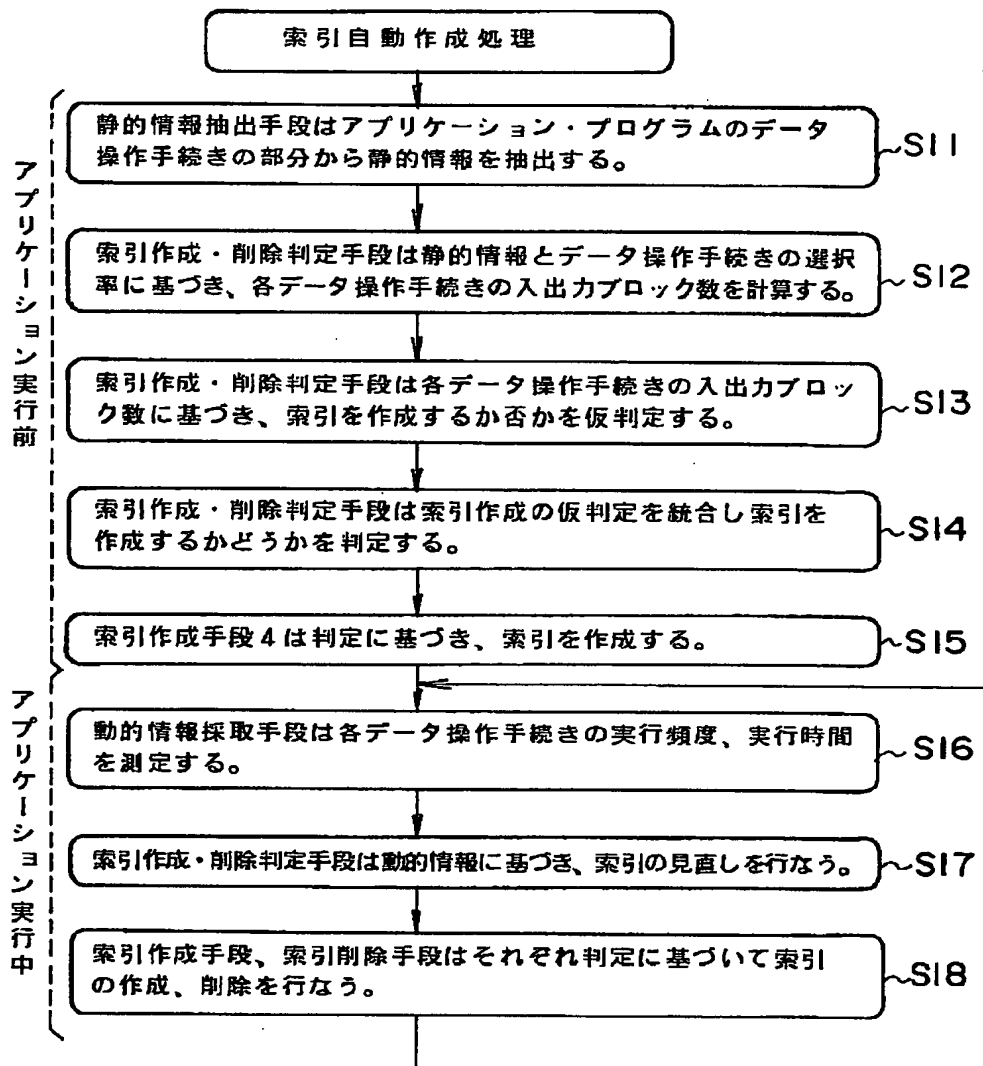 索引自動作成処理
静的情報抽出手段はアプリケーション・プログラムのデータ
操作手続きの部分から静的情報を抽出する。
S11
索引作成・削除判定手段は静的情報とデータ操作手続きの選択
率に基づき、各データ操作手続きの入出力ブロック数を計算する。
S12
索引作成・削除判定手段は各データ操作手続きの入出力ブロッ
ク数に基づき、索引を作成するか否かを仮判定する。
S13
索引作成・削除判定手段は索引作成の仮判定を統合し索引を
作成するかどうかを判定する。
S14
索引作成手段4は判定に基づき、索引を作成する。
S15
アプリケーション実行前
動的情報採取手段は各データ操作手続きの実行頻度、実行時間
を測定する。
S16
索引作成・削除判定手段は動的情報に基づき、索引の見直しを行なう。
S17
索引作成手段、索引削除手段はそれぞれ判定に基づいて索引
の作成、削除を行なう。
S18
アプリケーション実行中